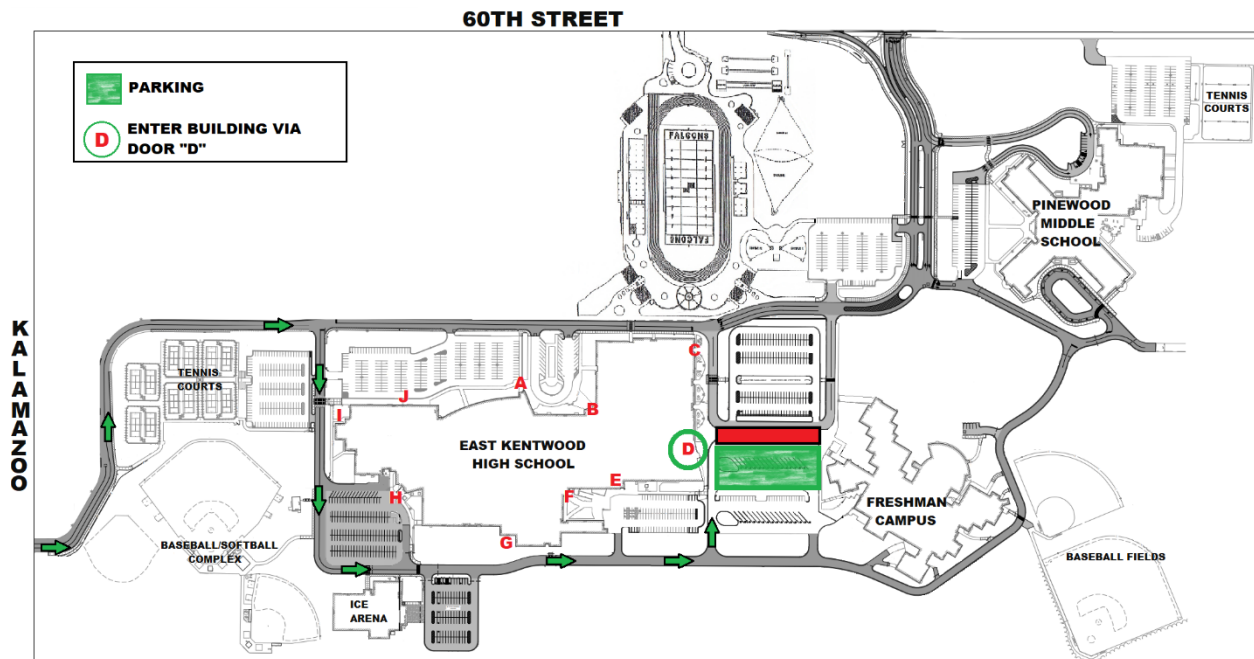 60TH STREET
PARKING
D
ENTER BUILDING VIA
DOOR "D"
FALCONS
FALCONS
TENNIS
COURTS
PINEWOOD
MIDDLE
SCHOOL
KALAMAZOO
TENNIS
COURTS
A
B
C
J
I
EAST KENTWOOD
HIGH SCHOOL
D
E
F
H
G
FRESHMAN
CAMPUS
BASEBALL/SOFTBALL
COMPLEX
BASEBALL FIELDS
ICE
ARENA